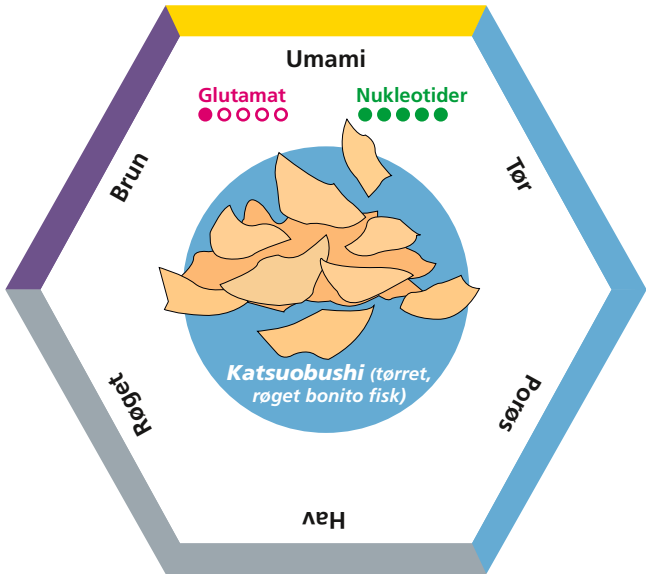 Umami
Glutamat
Nukleotider
Brun
Tør
Katsuobushi (tørret,
røget bonito fisk)
Røget
Porøs
Hav